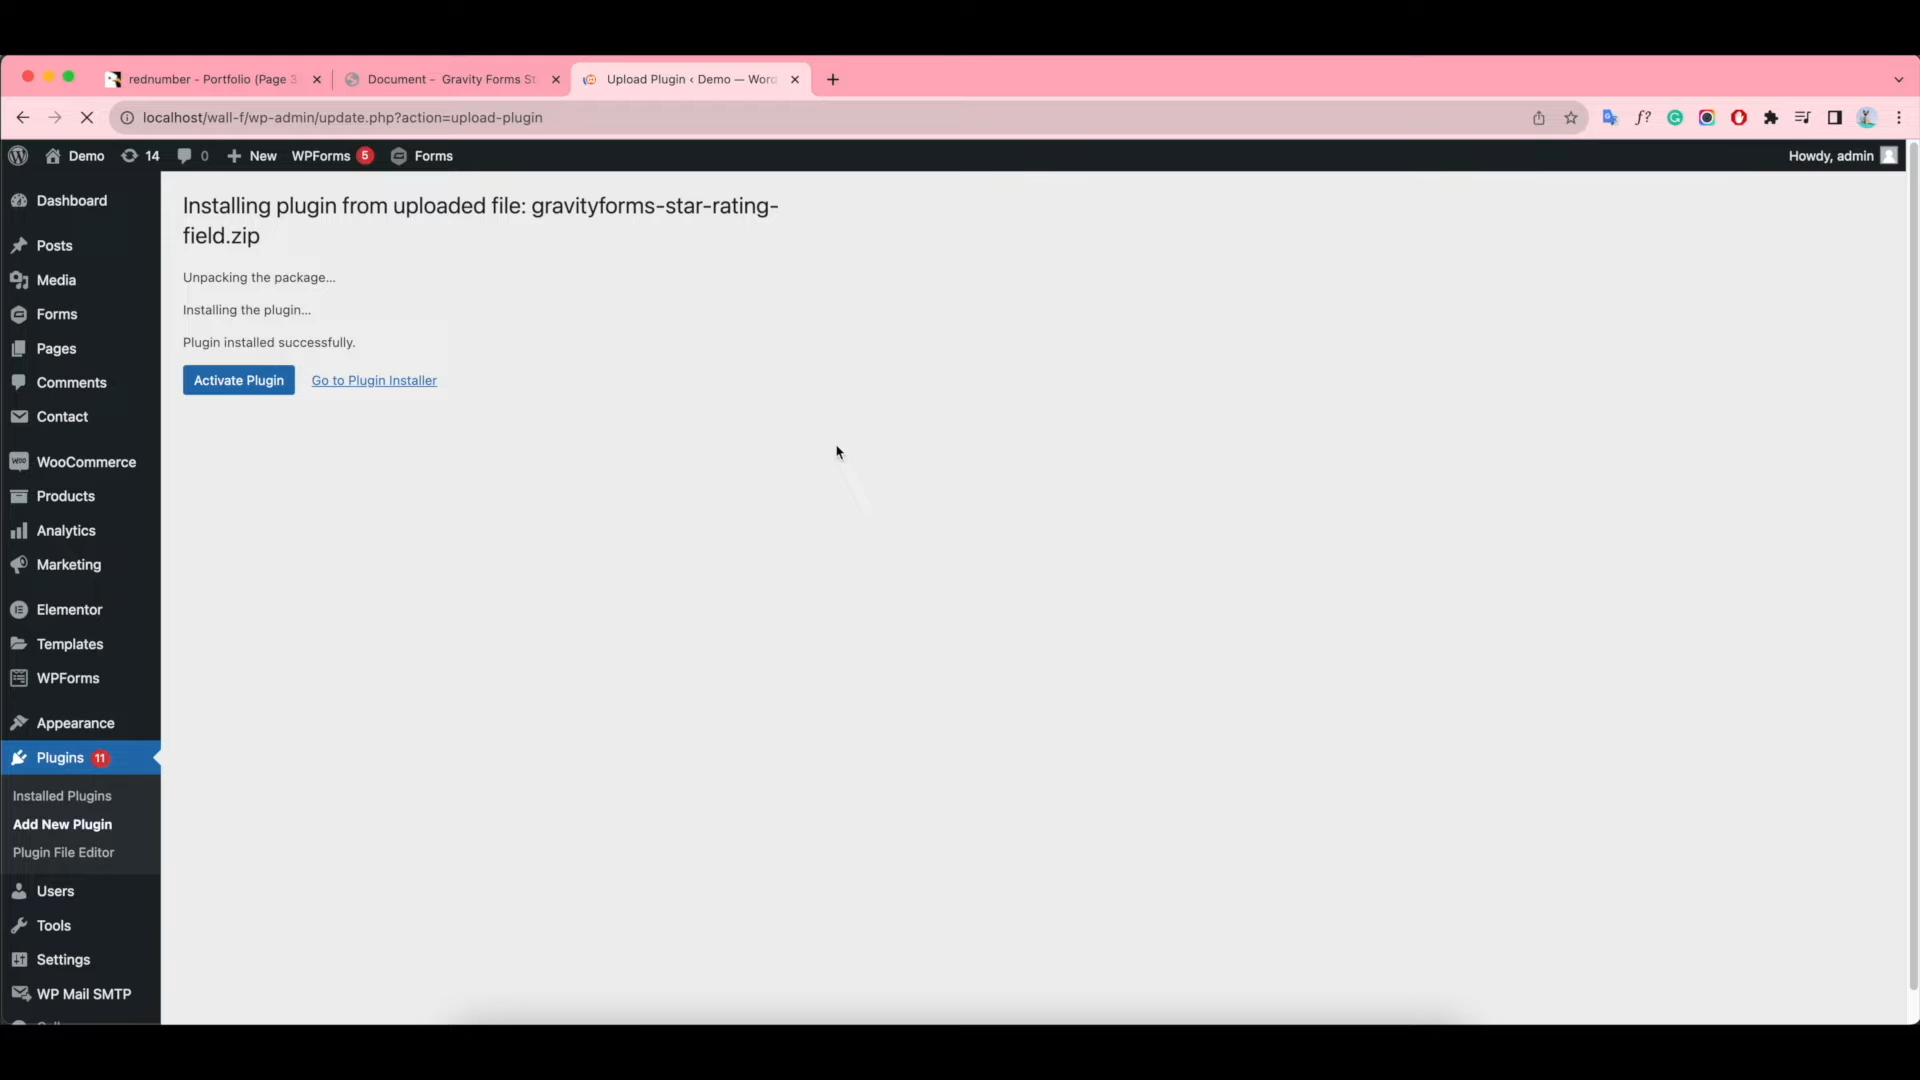 rednumber - Portfolio (Page 3
Document - Gravity Forms St
Upload Plugin ‹ Demo — Word
localhost/wall-f/wp-admin/update.php?action=upload-plugin
f?
Demo
14
0
New
WPForms 5
Forms
Howdy, admin
Dashboard
Posts
Media
Forms
Pages
Comments
Contact
Woo WooCommerce
Products
Analytics
Marketing
Elementor
Templates
WPForms
Appearance
Plugins 11
Installed Plugins
Add New Plugin
Plugin File Editor
Users
Tools
Settings
WP Mail SMTP
Installing plugin from uploaded file: gravityforms-star-rating-
field.zip
Unpacking the package...
Installing the plugin...
Plugin installed successfully.
Activate Plugin
Go to Plugin Installer